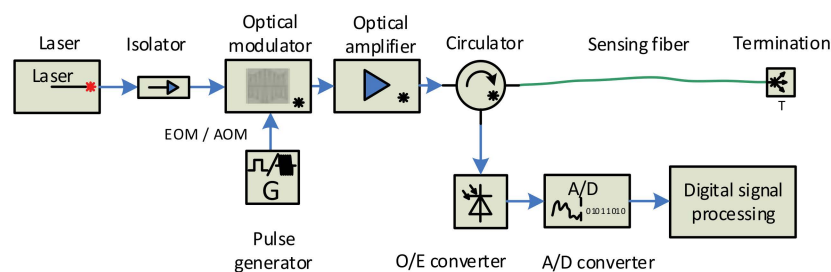 Laser
Isolator
Optical
modulator
Optical
amplifier
Circulator
Sensing fiber
Termination
Laser
T
EOM / AOM
G
Pulse
generator
A/D
01011010
Digital signal
processing
O/E converter
A/D converter